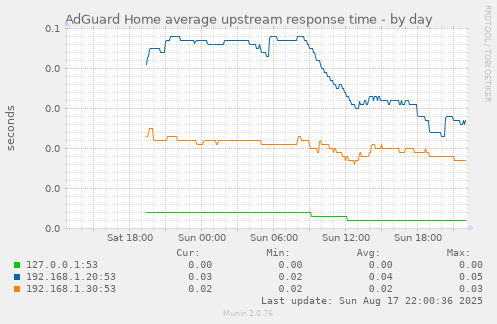 AdGuard Home average upstream response time - by day
RRDTOOL / TOBI OETIKER
seconds
0.1
0.0
0.0
0.0
0.0
0.0
Sat 18:00 Sun 00:00 Sun 06:00 Sun 12:00 Sun 18:00
Cur: Min: Avg: Max:
127.0.0.1:53 0.00 0.00 0.00 0.00
192.168.1.20:53 0.03 0.02 0.04 0.05
192.168.1.30:53 0.02 0.02 0.02 0.03
Last update: Sun Aug 17 22:00:36 2025
Munin 2.0.76